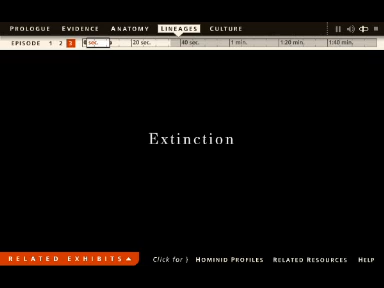 PROLOGUE EVIDENCE ANATOMY LINEAGES CULTURE
EPISODE 1 2 3 sec. 20 sec. 40 sec. 1 min. 1:20 min. 1:40 min.
Extinction
RELATED EXHIBITS Click for ) HOMINID PROFILES RELATED RESOURCES HELP